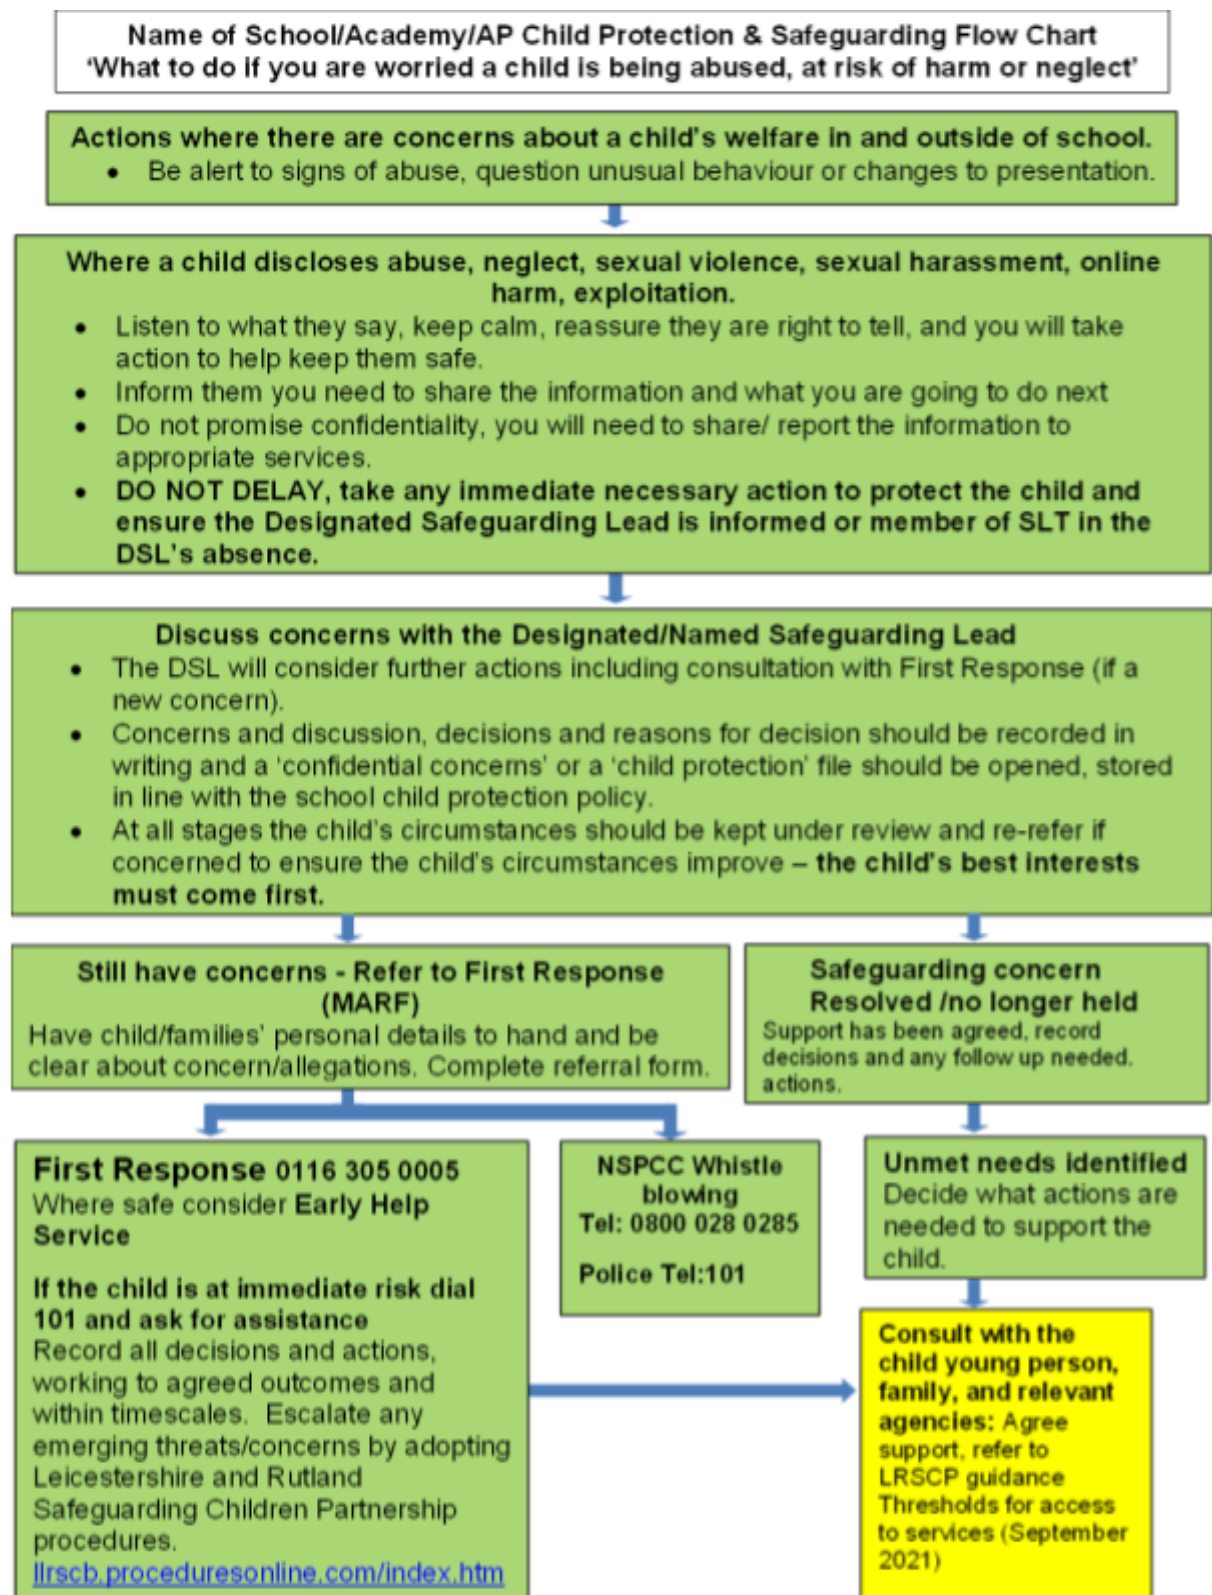 Name of School/Academy/AP Child Protection & Safeguarding Flow Chart
‘What to do if you are worried a child is being abused, at risk of harm or neglect’
Actions where there are concerns about a child’s welfare in and outside of school.
• Be alert to signs of abuse, question unusual behaviour or changes to presentation.
Where a child discloses abuse, neglect, sexual violence, sexual harassment, online
harm, exploitation.
• Listen to what they say, keep calm, reassure they are right to tell, and you will take
action to help keep them safe.
• Inform them you need to share the information and what you are going to do next
• Do not promise confidentiality, you will need to share/ report the information to
appropriate services.
• DO NOT DELAY, take any immediate necessary action to protect the child and
ensure the Designated Safeguarding Lead is informed or member of SLT in the
DSL’s absence.
Discuss concerns with the Designated/Named Safeguarding Lead
• The DSL will consider further actions including consultation with First Response (if a
new concern).
• Concerns and discussion, decisions and reasons for decision should be recorded in
writing and a ‘confidential concerns’ or a ‘child protection’ file should be opened, stored
in line with the school child protection policy.
• At all stages the child’s circumstances should be kept under review and re-refer if
concerned to ensure the child’s circumstances improve – the child’s best interests
must come first.
Still have concerns - Refer to First Response
(MARF)
Have child/families’ personal details to hand and be
clear about concern/allegations. Complete referral form.
Safeguarding concern
Resolved /no longer held
Support has been agreed, record
decisions and any follow up needed.
actions.
First Response 0116 305 0005
Where safe consider Early Help
Service
If the child is at immediate risk dial
101 and ask for assistance
Record all decisions and actions,
working to agreed outcomes and
within timescales. Escalate any
emerging threats/concerns by adopting
Leicestershire and Rutland
Safeguarding Children Partnership
procedures.
llrscb.proceduresonline.com/index.htm
NSPCC Whistle
blowing
Tel: 0800 028 0285
Police Tel:101
Unmet needs identified
Decide what actions are
needed to support the
child.
Consult with the
child young person,
family, and relevant
agencies: Agree
support, refer to
LRSCP guidance
Thresholds for access
to services (September
2021)